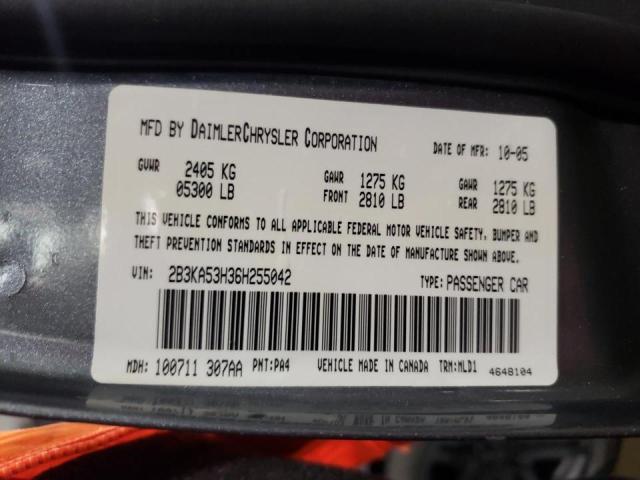 MFD BY DAIMLERCHRYSLER CORPORATION DATE OF MFR: 10-05
GVWR 2405 KG 05300 LB GAWR FRONT 1275 KG 2810 LB GAWR REAR 1275 KG 2810 LB
THIS VEHICLE CONFORMS TO ALL APPLICABLE FEDERAL MOTOR VEHICLE SAFETY, BUMPER AND
THEFT PREVENTION STANDARDS IN EFFECT ON THE DATE OF MANUFACTURE SHOWN ABOVE.
VIN: 2B3KA53H36H255042 TYPE: PASSENGER CAR
MDH: 100711 307AA PNT: PA4 VEHICLE MADE IN CANADA TRM: MLD1
4648104